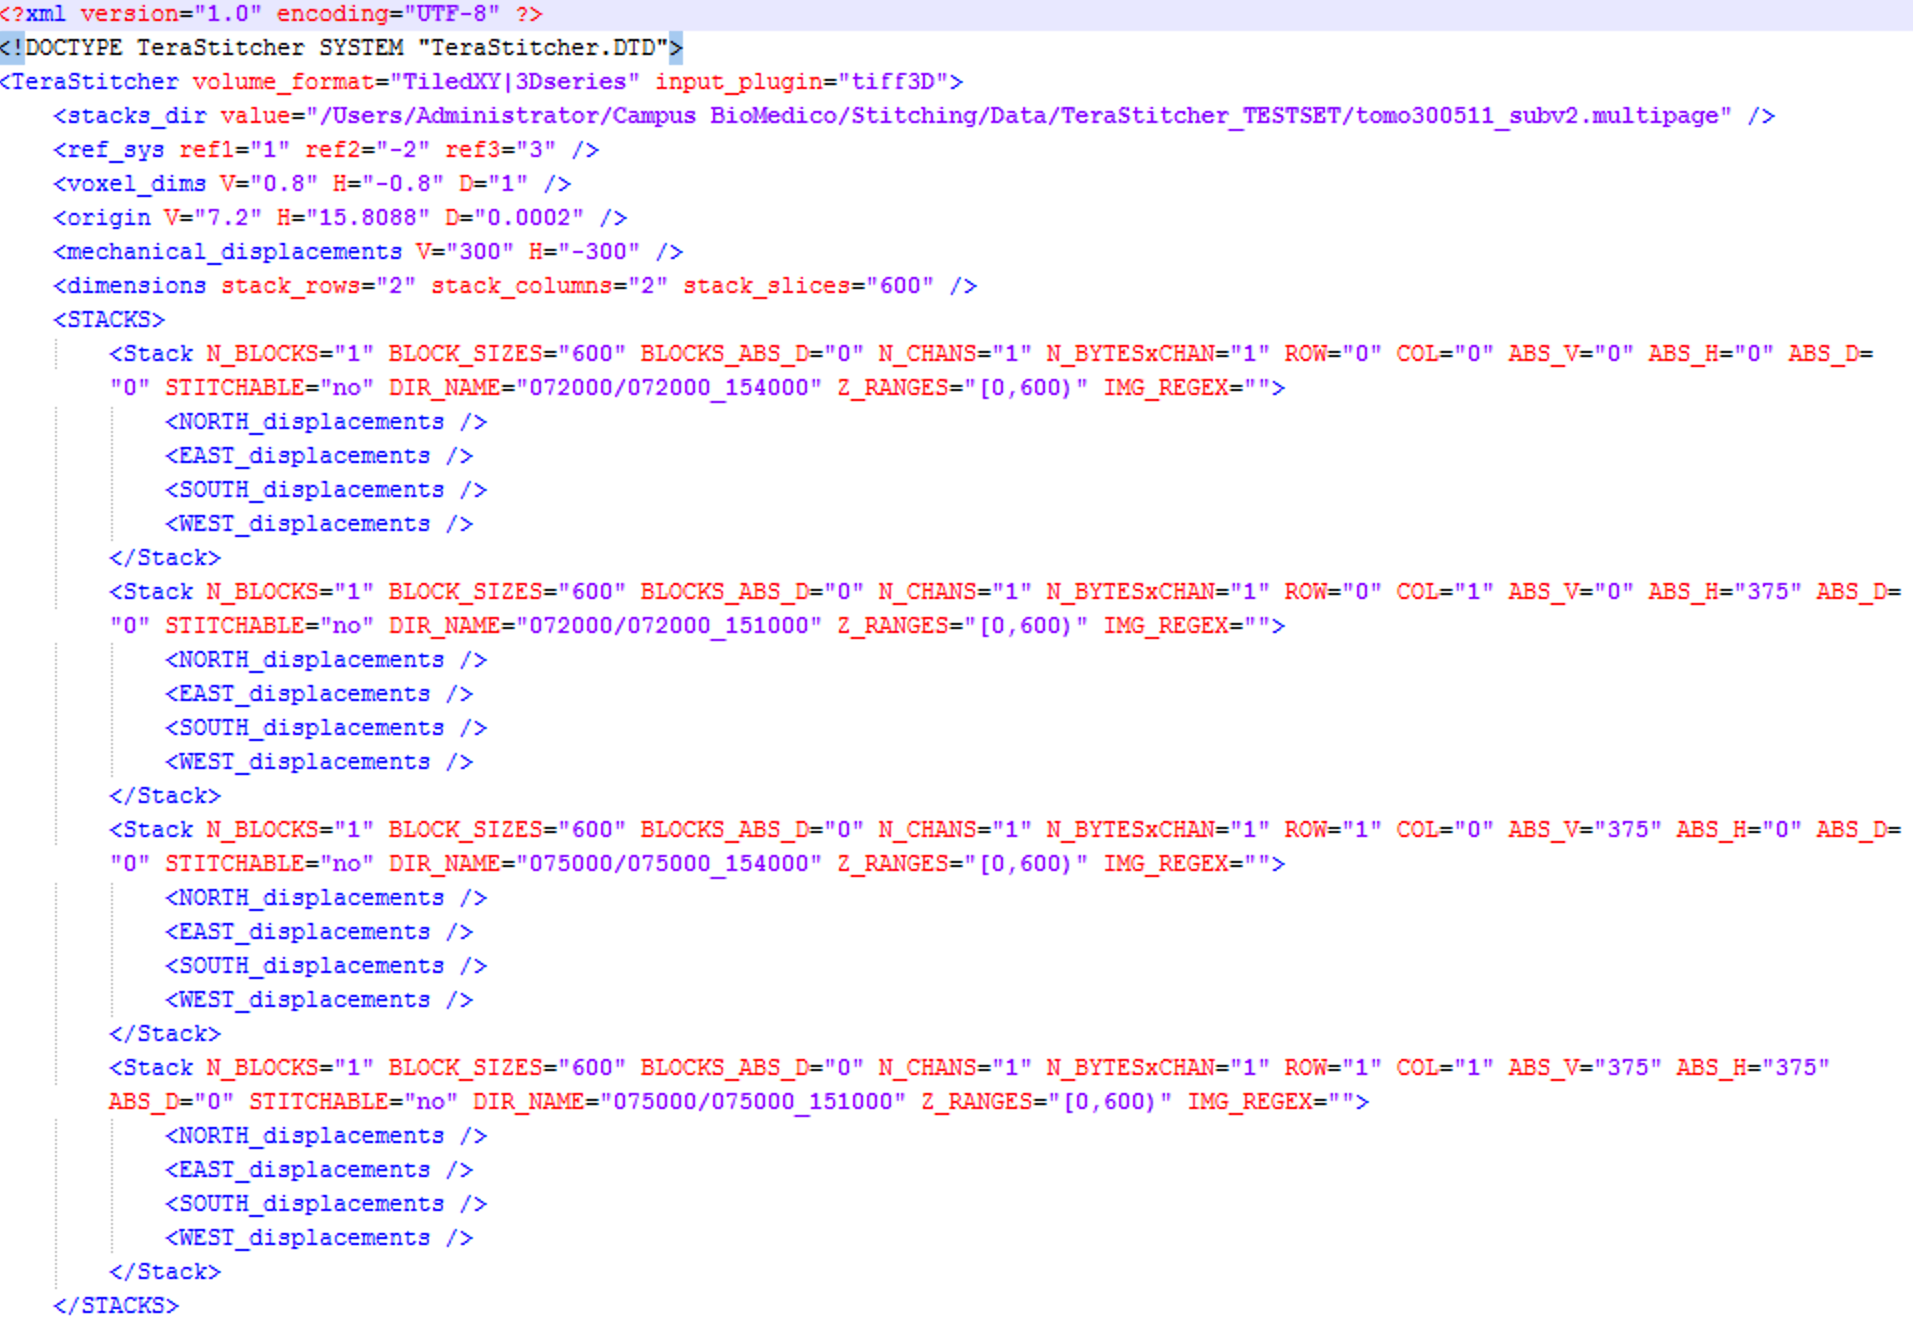 <?xml version="1.0" encoding="UTF-8" ?>
<!DOCTYPE TeraStitcher SYSTEM "TeraStitcher.DTD">
<TeraStitcher volume_format="TiledXY|3Dseries" input_plugin="tiff3D">
<stacks_dir value="/Users/Administrator/Campus BioMedico/Stitching/Data/TeraStitcher_TESTSET/tomo300511_subv2.multipage" />
<ref_sys ref1="1" ref2="-2" ref3="3" />
<voxel_dims V="0.8" H="-0.8" D="1" />
<origin V="7.2" H="15.8088" D="0.0002" />
<mechanical_displacements V="300" H="-300" />
<dimensions stack_rows="2" stack_columns="2" stack_slices="600" />
<STACKS>
<Stack N_BLOCKS="1" BLOCK_SIZES="600" BLOCKS_ABS_D="0" N_CHANS="1" N_BYTESxCHAN="1" ROW="0" COL="0" ABS_V="0" ABS_H="0" ABS_D=
"0" STITCHABLE="no" DIR_NAME="072000/072000_154000" Z_RANGES="[0,600)" IMG_REGEX="">
<NORTH_displacements />
<EAST_displacements />
<SOUTH_displacements />
<WEST_displacements />
</Stack>
<Stack N_BLOCKS="1" BLOCK_SIZES="600" BLOCKS_ABS_D="0" N_CHANS="1" N_BYTESxCHAN="1" ROW="0" COL="1" ABS_V="0" ABS_H="375" ABS_D=
"0" STITCHABLE="no" DIR_NAME="072000/072000_151000" Z_RANGES="[0,600)" IMG_REGEX="">
<NORTH_displacements />
<EAST_displacements />
<SOUTH_displacements />
<WEST_displacements />
</Stack>
<Stack N_BLOCKS="1" BLOCK_SIZES="600" BLOCKS_ABS_D="0" N_CHANS="1" N_BYTESxCHAN="1" ROW="1" COL="0" ABS_V="375" ABS_H="0" ABS_D=
"0" STITCHABLE="no" DIR_NAME="075000/075000_154000" Z_RANGES="[0,600)" IMG_REGEX="">
<NORTH_displacements />
<EAST_displacements />
<SOUTH_displacements />
<WEST_displacements />
</Stack>
<Stack N_BLOCKS="1" BLOCK_SIZES="600" BLOCKS_ABS_D="0" N_CHANS="1" N_BYTESxCHAN="1" ROW="1" COL="1" ABS_V="375" ABS_H="375"
ABS_D="0" STITCHABLE="no" DIR_NAME="075000/075000_151000" Z_RANGES="[0,600)" IMG_REGEX="">
<NORTH_displacements />
<EAST_displacements />
<SOUTH_displacements />
<WEST_displacements />
</Stack>
</STACKS>